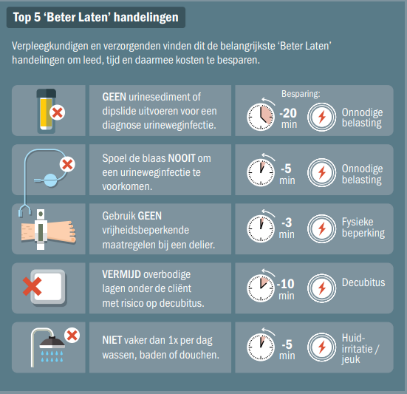 Top 5 'Beter Laten' handelingen
Verpleegkundigen en verzorgenden vinden dit de belangrijkste 'Beter Laten'
handelingen om leed, tijd en daarmee kosten te besparen.
Besparing:
GEEN urinesediment of
dipslide uitvoeren voor een
diagnose urineweginfectie.
-20
min
Onnodige
belasting
Spoel de blaas NOOIT om
een urineweginfectie te
voorkomen.
-5
min
Onnodige
belasting
Gebruik GEEN
vrijheidsbeperkende
maatregelen bij een delier.
-3
min
Fysieke
beperking
VERMIJD overbodige
lagen onder de cliënt
met risico op decubitus.
-10
min
Decubitus
NIET vaker dan 1x per dag
wassen, baden of douchen.
-5
min
Huid-
irritatie /
jeuk